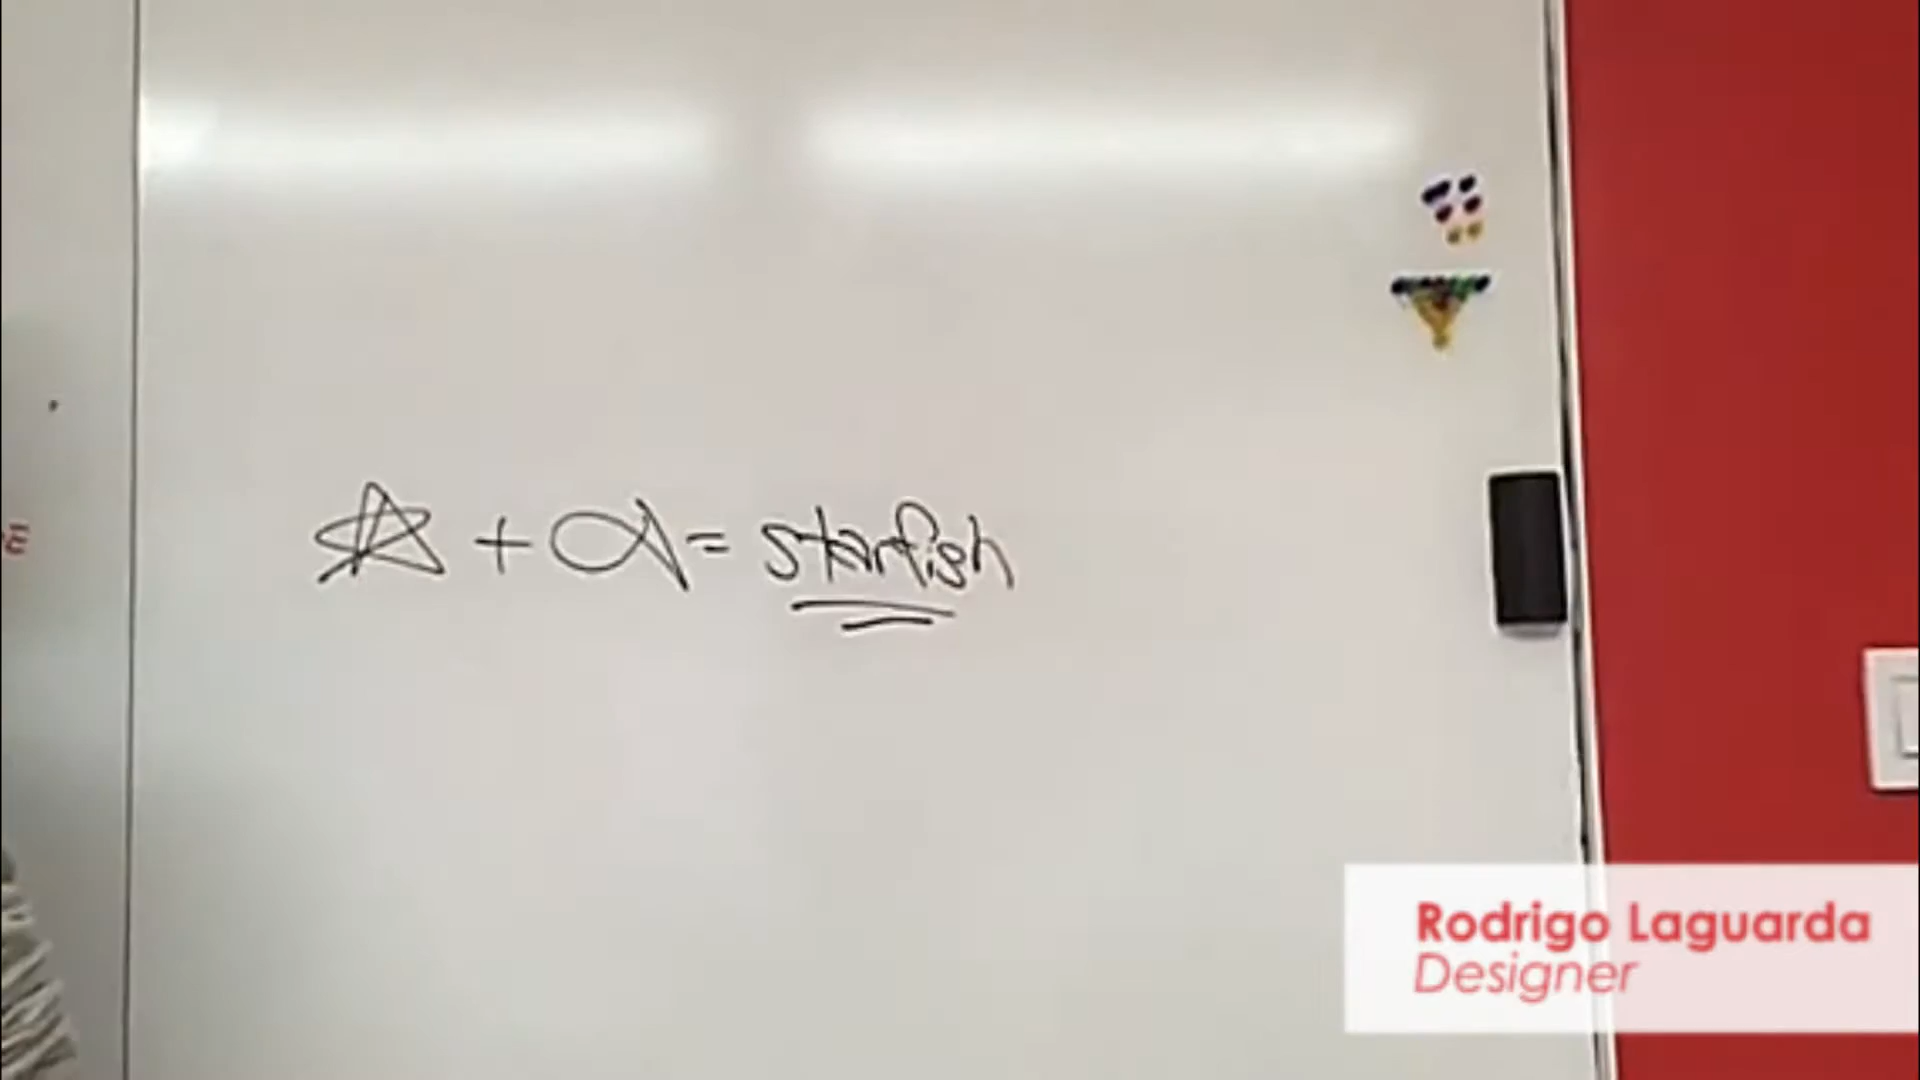 + = starfish
Rodrigo Laguarda
Designer